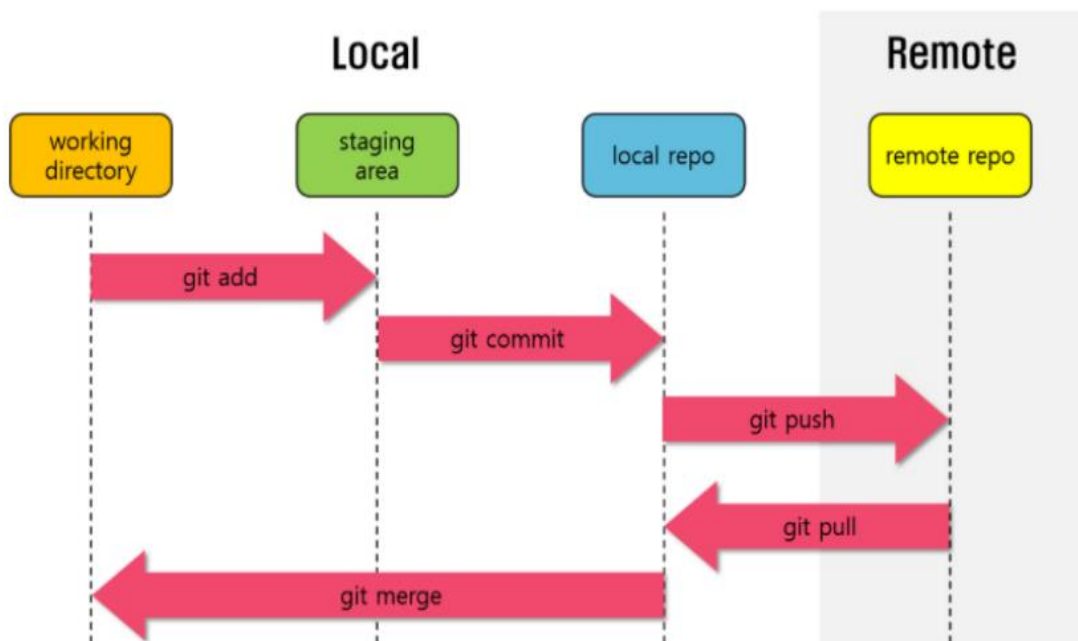 Local
Remote
working
directory
staging
area
local repo
remote repo
git add
git commit
git push
git pull
git merge